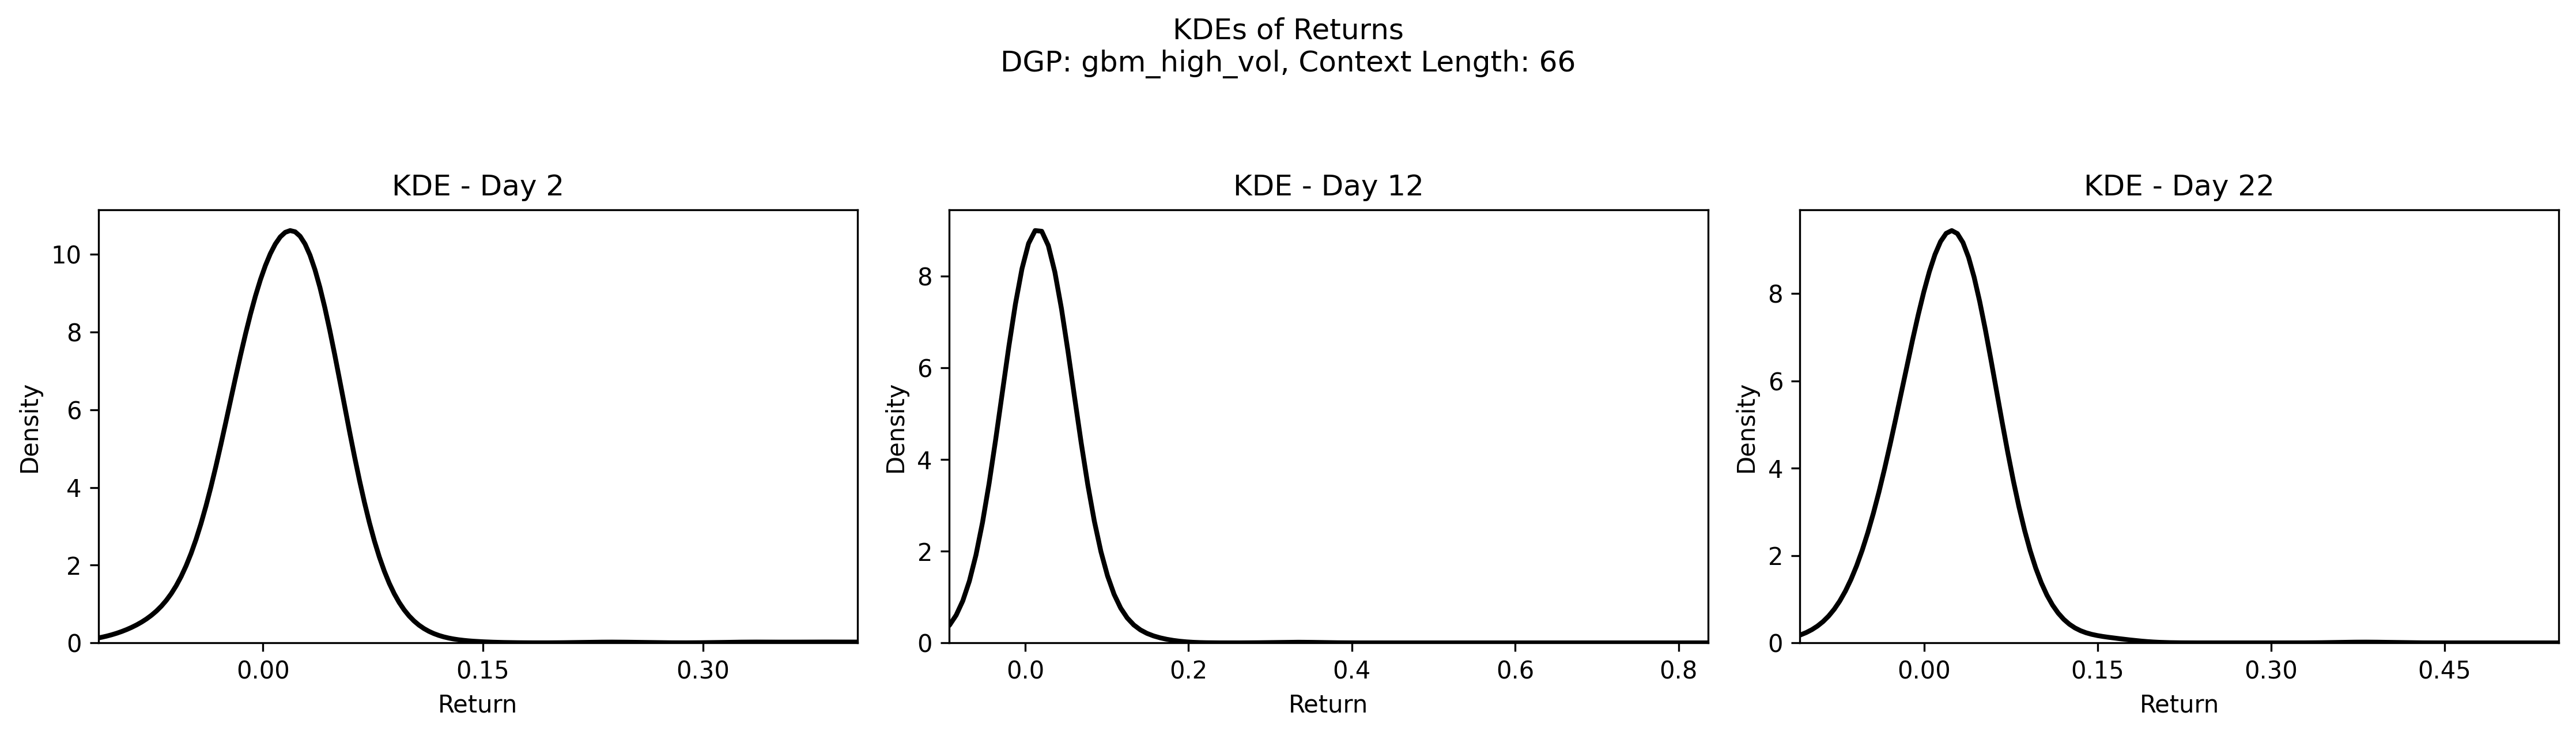 KDEs of Returns
DGP: gbm_high_vol, Context Length: 66
KDE - Day 2
Density
10
8
6
4
2
0
0.00 0.15 0.30
Return
KDE - Day 12
Density
8
6
4
2
0
0.0 0.2 0.4 0.6 0.8
Return
KDE - Day 22
Density
8
6
4
2
0
0.00 0.15 0.30 0.45
Return